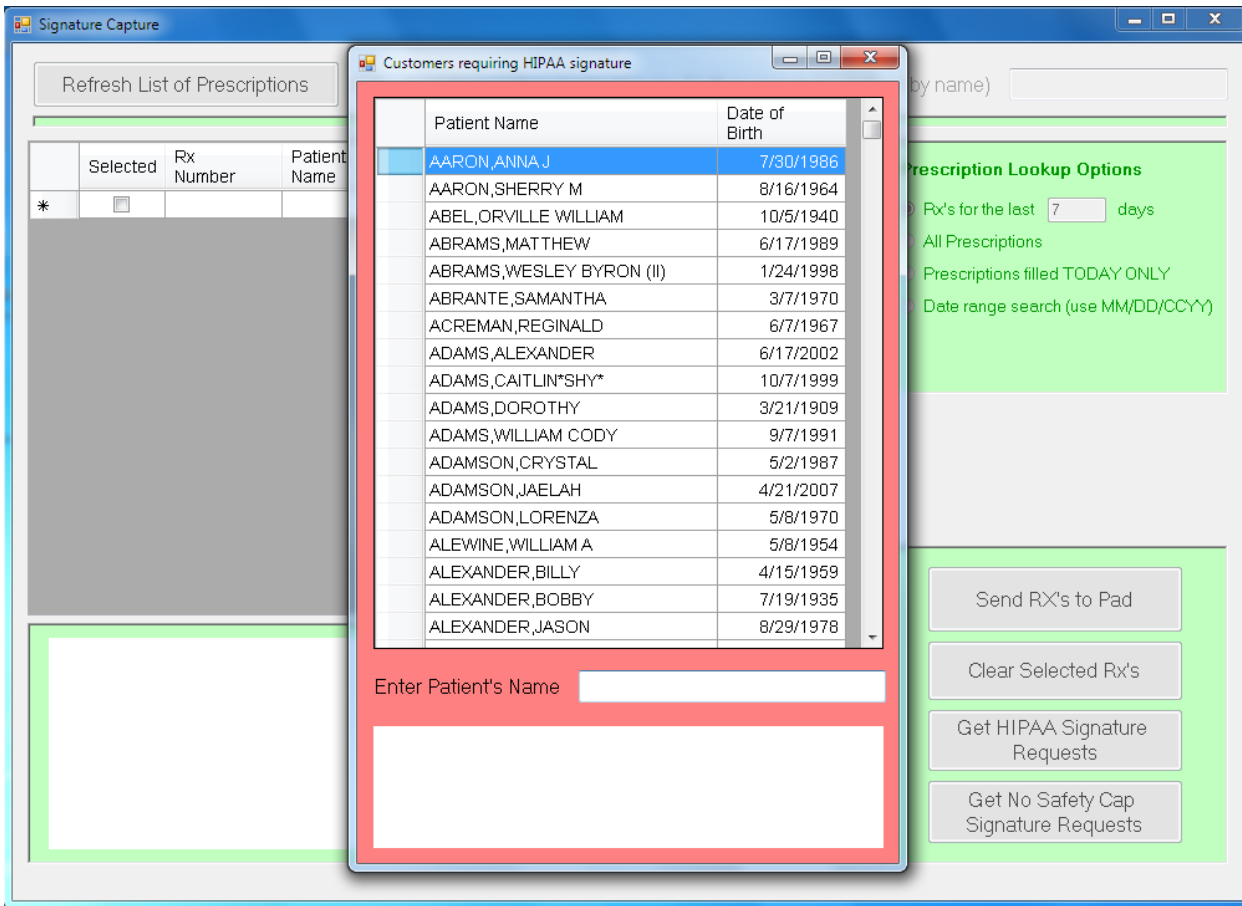 Signature Capture
Refresh List of Prescriptions
by name)
Selected
Rx
Number
Patient
Name
*
Customers requiring HIPAA signature
Patient Name
Date of
Birth
AARON,ANNA J 7/30/1986
AARON,SHERRY M 8/16/1964
ABEL,ORVILLE WILLIAM 10/5/1940
ABRAMS,MATTHEW 6/17/1989
ABRAMS,WESLEY BYRON (II) 1/24/1998
ABRANTE,SAMANTHA 3/7/1970
ACREMAN,REGINALD 6/7/1967
ADAMS,ALEXANDER 6/17/2002
ADAMS,CAITLIN*SHY* 10/7/1999
ADAMS,DOROTHY 3/21/1909
ADAMS,WILLIAM CODY 9/7/1991
ADAMSON,CRYSTAL 5/2/1987
ADAMSON,JAELAH 4/21/2007
ADAMSON,LORENZA 5/8/1970
ALEWINE,WILLIAM A 5/8/1954
ALEXANDER,BILLY 4/15/1959
ALEXANDER,BOBBY 7/19/1935
ALEXANDER,JASON 8/29/1978
Enter Patient's Name
Prescription Lookup Options
Rx's for the last 7 days
All Prescriptions
Prescriptions filled TODAY ONLY
Date range search (use MM/DD/CCYY)
Send RX's to Pad
Clear Selected Rx's
Get HIPAA Signature
Requests
Get No Safety Cap
Signature Requests